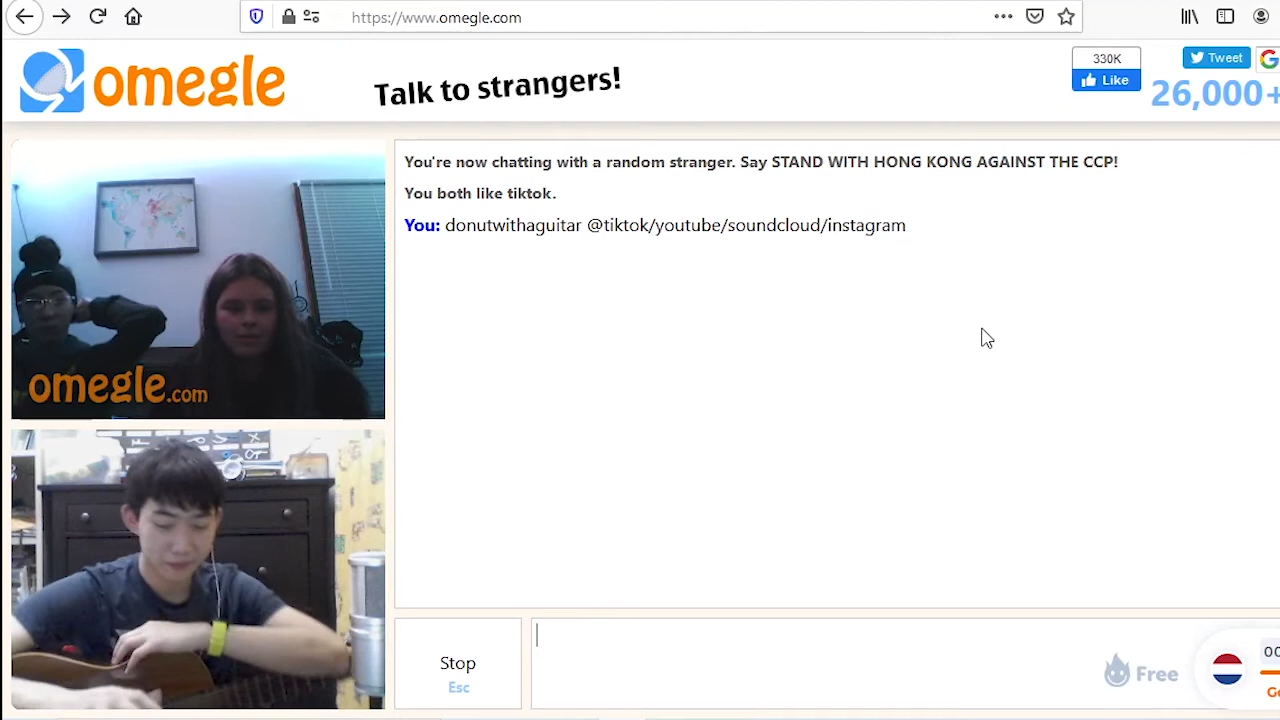 https://www.omegle.com
omegle
Talk to strangers!
330K
Like
Tweet
26,000+
You're now chatting with a random stranger. Say STAND WITH HONG KONG AGAINST THE CCP!
You both like tiktok.
You: donutwithaguitar @tiktok/youtube/soundcloud/instagram
omegle.com
Stop
Esc
Free